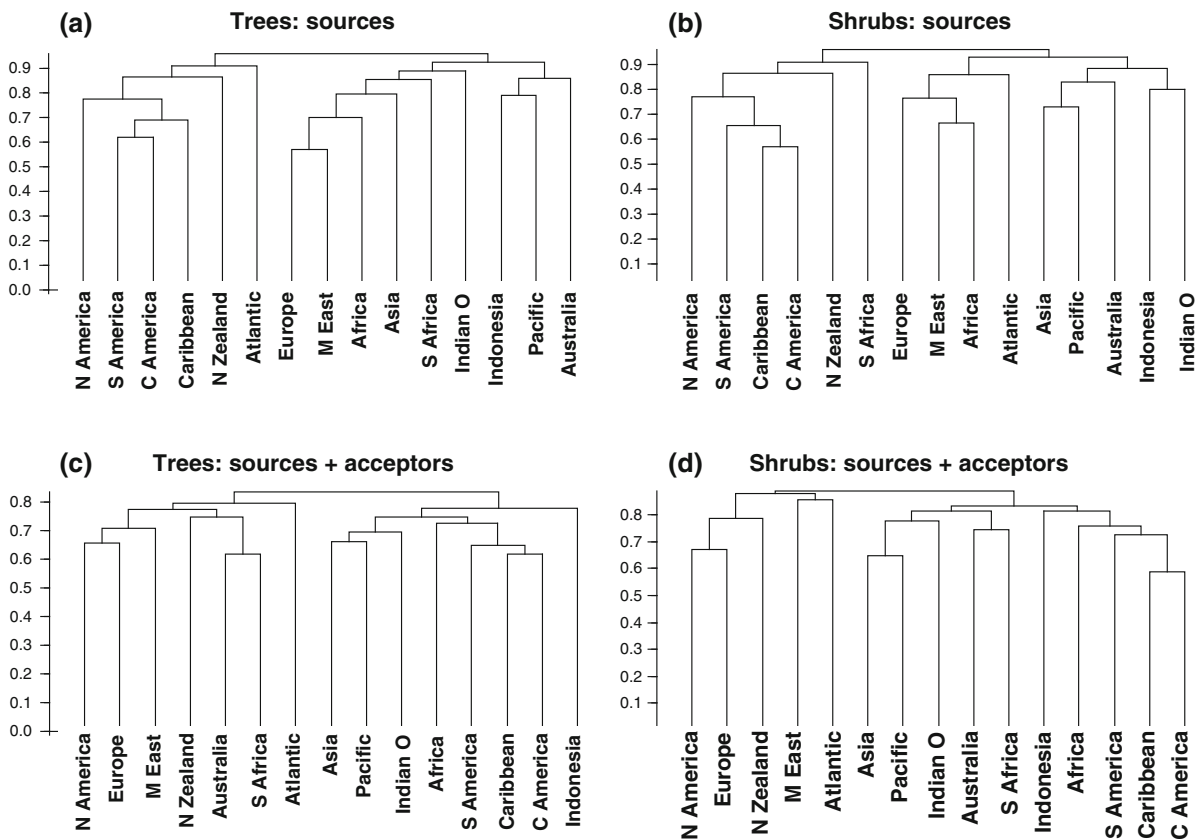 (a) Trees: sources
0.9
0.8
0.7
0.6
0.5
0.4
0.3
0.2
0.1
0.0
N America
S America
C America
Caribbean
N Zealand
Atlantic
Europe
M East
Africa
Asia
S Africa
Indian O
Indonesia
Pacific
Australia
(b) Shrubs: sources
0.9
0.8
0.7
0.6
0.5
0.4
0.3
0.2
0.1
N America
S America
Caribbean
C America
N Zealand
S Africa
Europe
M East
Africa
Atlantic
Asia
Pacific
Australia
Indonesia
Indian O
(c) Trees: sources + acceptors
0.8
0.7
0.6
0.5
0.4
0.3
0.2
0.1
0.0
N America
Europe
M East
N Zealand
Australia
S Africa
Atlantic
Asia
Pacific
Indian O
Africa
S America
Caribbean
C America
Indonesia
(d) Shrubs: sources + acceptors
0.8
0.7
0.6
0.5
0.4
0.3
0.2
0.1
N America
Europe
N Zealand
M East
Atlantic
Asia
Pacific
Indian O
Australia
S Africa
Indonesia
Africa
S America
Caribbean
C America